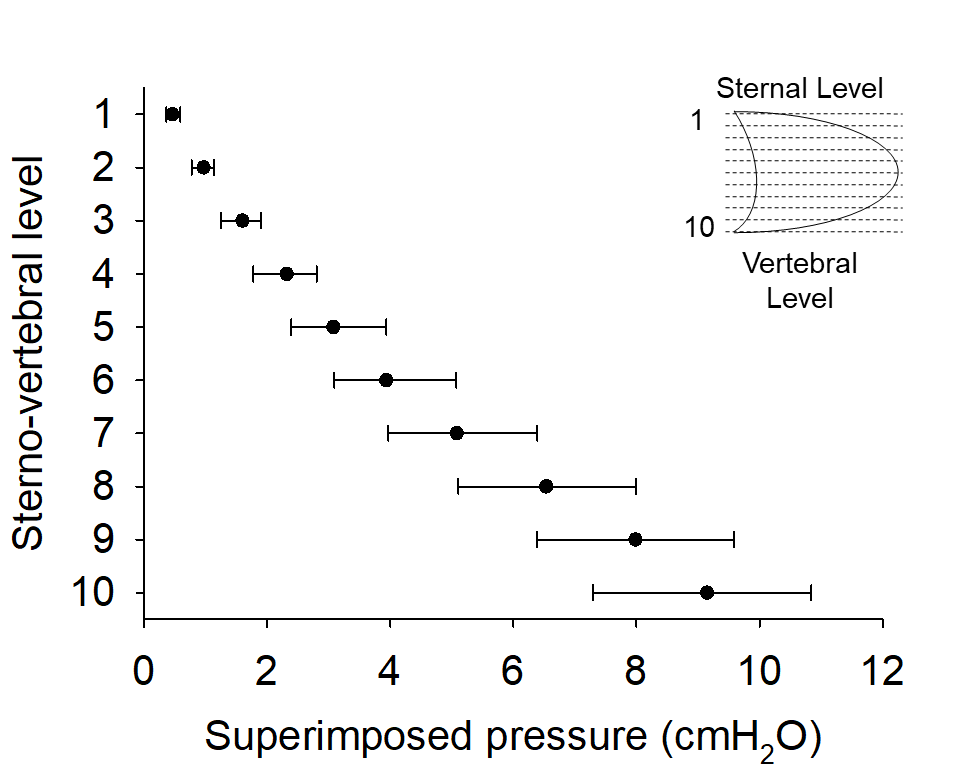 Sterno-vertebral level
1
2
3
4
5
6
7
8
9
10
0 2 4 6 8 10 12
Superimposed pressure (cmH₂O)
Sternal Level
1
10
Vertebral
Level